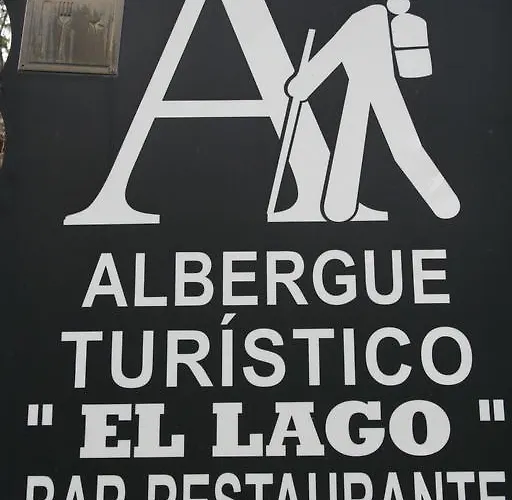 A
ALBERGUE
TURÍSTICO
" EL LAGO "
BAR RESTAURANTE